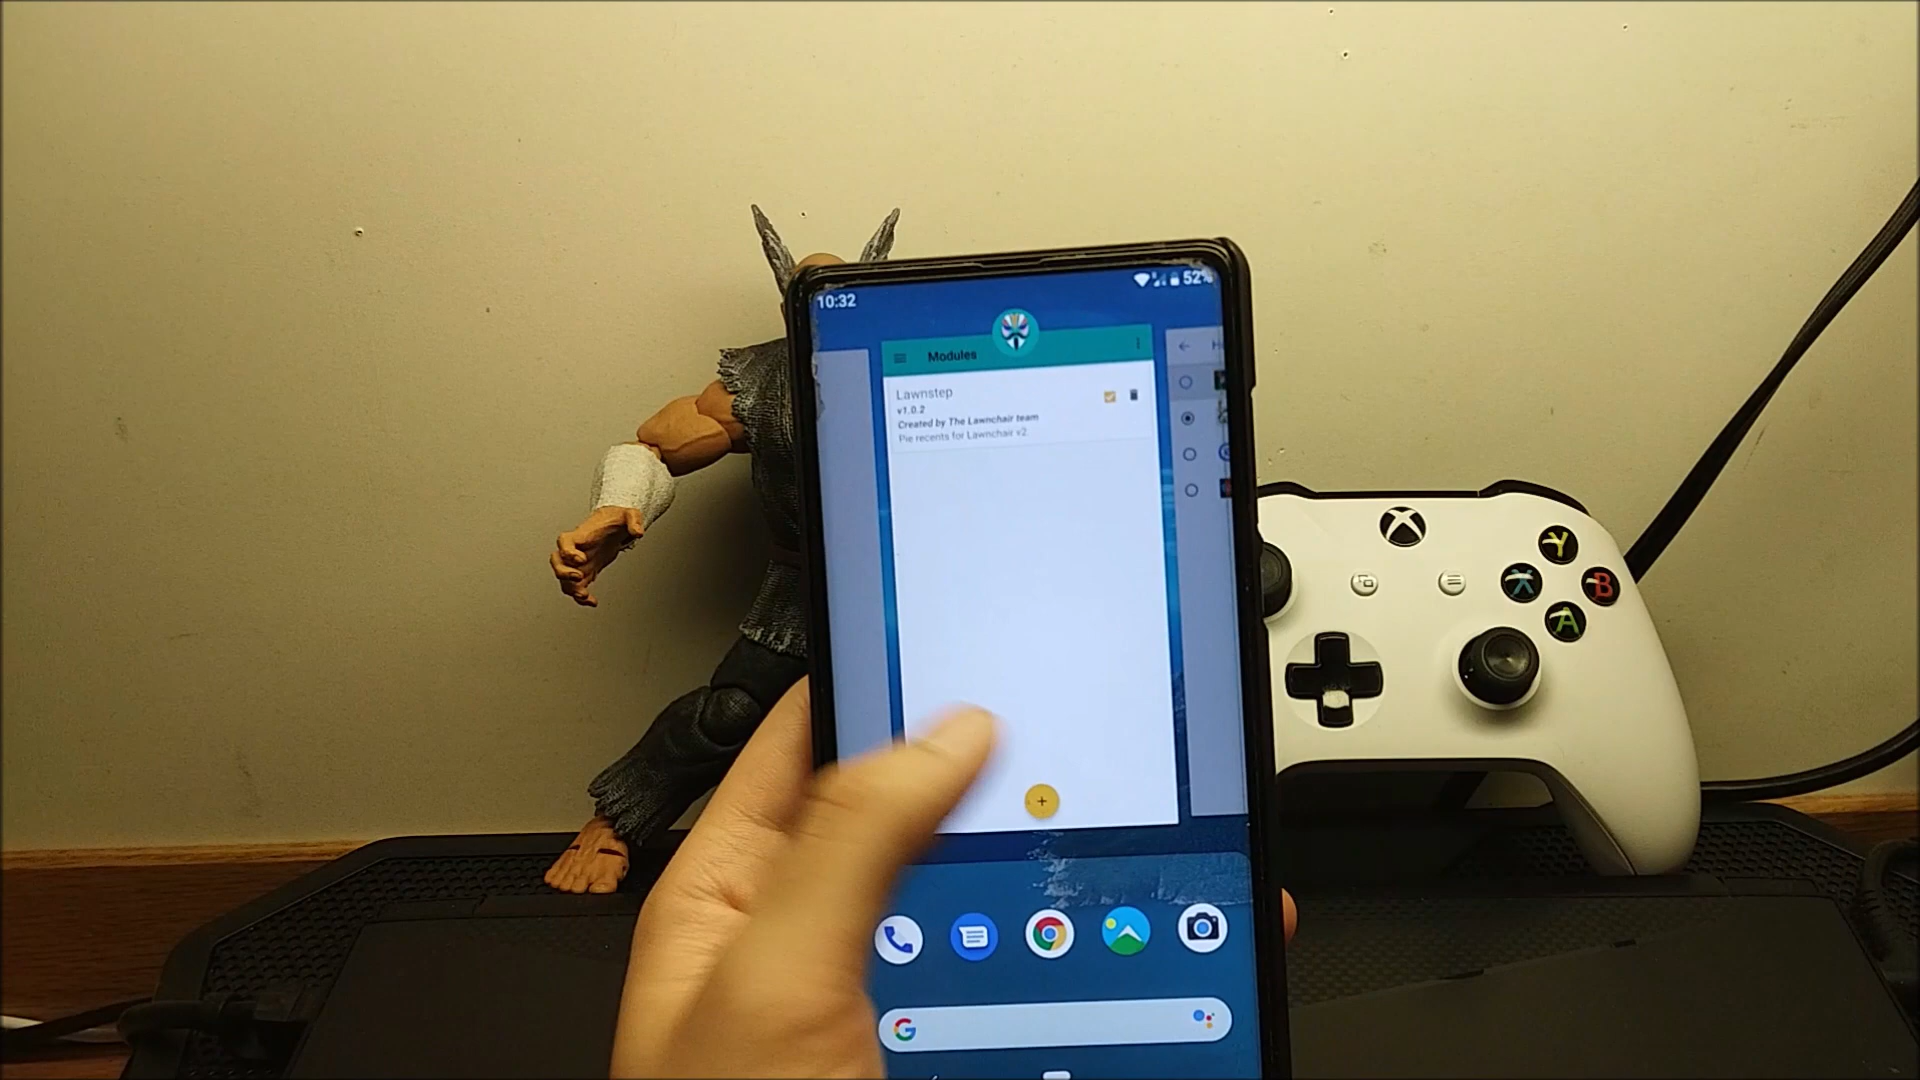 10:32
52%
Modules
Lawnstep
v1.0.2
Created by The Lawnchair team
Pie recents for Lawnchair v2.
H
Y
X
B
A
G